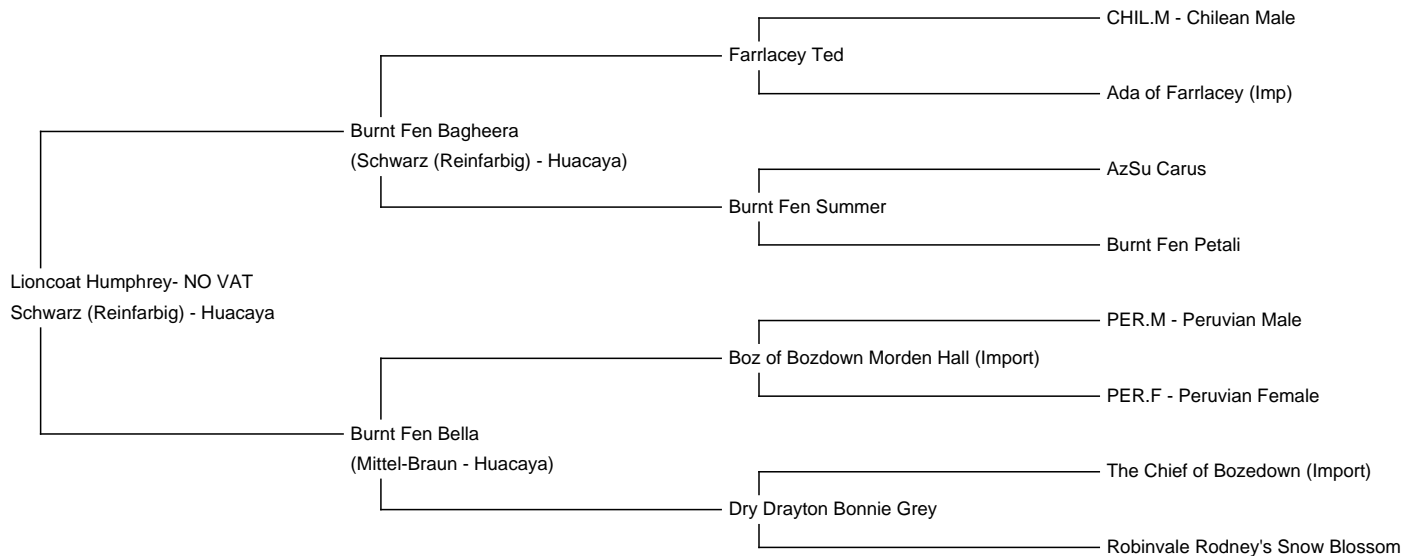 CHIL.M - Chilean Male
Farrlacey Ted
Ada of Farrlacey (Imp)
Burnt Fen Bagheera
(Schwarz (Reinfarbig) - Huacaya)
AzSu Carus
Burnt Fen Summer
Burnt Fen Petali
Lioncoat Humphrey- NO VAT
Schwarz (Reinfarbig) - Huacaya
PER.M - Peruvian Male
Boz of Bozdown Morden Hall (Import)
PER.F - Peruvian Female
Burnt Fen Bella
(Mittel-Braun - Huacaya)
The Chief of Bozedown (Import)
Dry Drayton Bonnie Grey
Robinvale Rodney's Snow Blossom